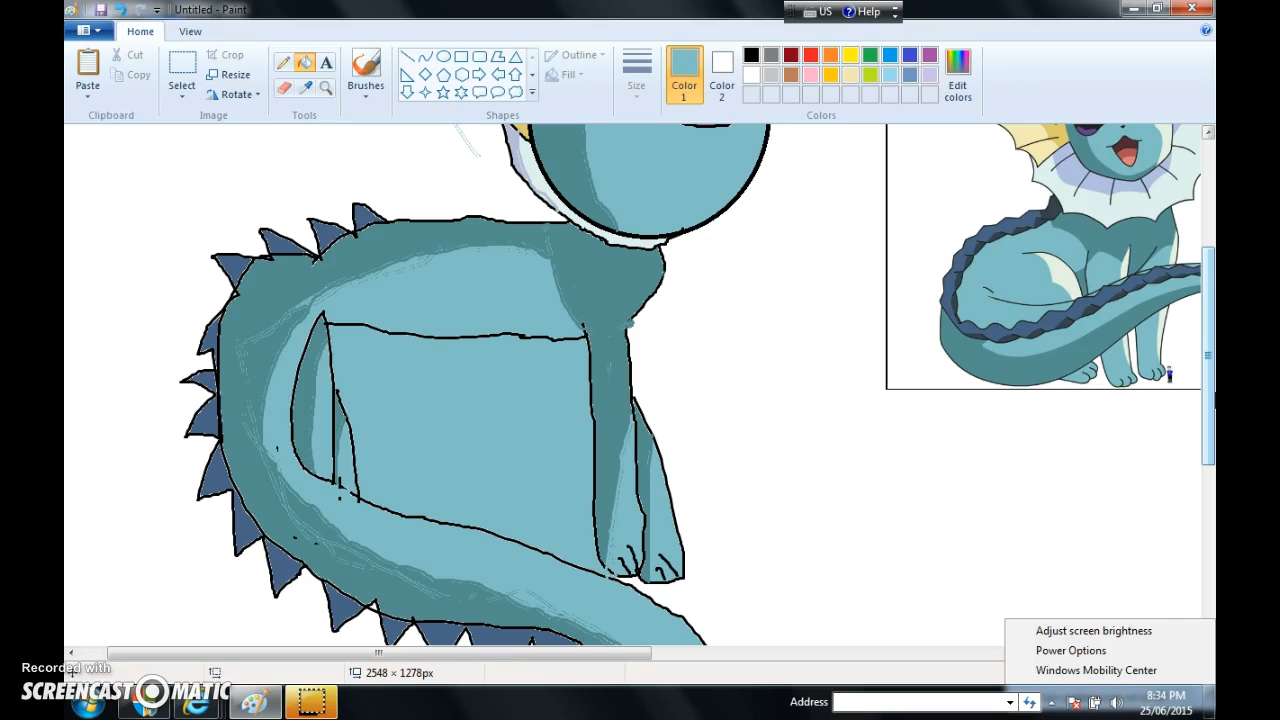 Untitled - Paint
US Help
Home View
Paste
Cut
Copy
Clipboard
Select
Crop
Resize
Rotate
Image
A
Tools
Brushes
Shapes
Outline
Fill
Size
Color 1
Color 2
Edit colors
Colors
Adjust screen brightness
Power Options
Windows Mobility Center
2548 × 1278px
Recorded with
SCREENCAST-O-MATIC
Address
8:34 PM
25/06/2015